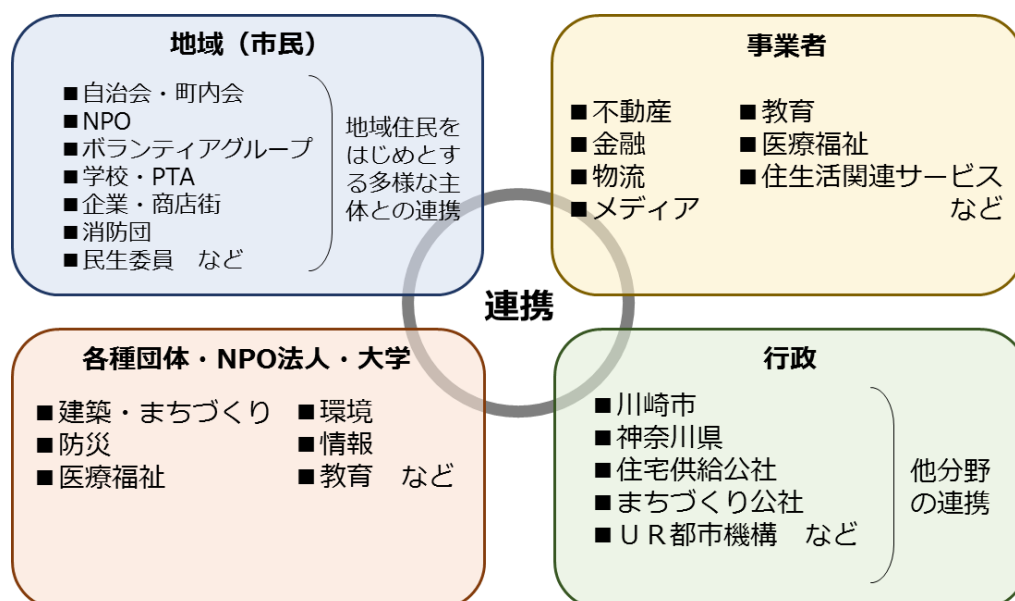 地域（市民）
■自治会・町内会
■NPO
■ボランティアグループ
■学校・PTA
■企業・商店街
■消防団
■民生委員　など
地域住民を
はじめとす
る多様な主
体との連携
事業者
■不動産
■金融
■物流
■メディア
■教育
■医療福祉
■住生活関連サービス
など
連携
各種団体・NPO法人・大学
■建築・まちづくり
■防災
■医療福祉
■環境
■情報
■教育　など
行政
■川崎市
■神奈川県
■住宅供給公社
■まちづくり公社
■ＵＲ都市機構　など
他分野
の連携